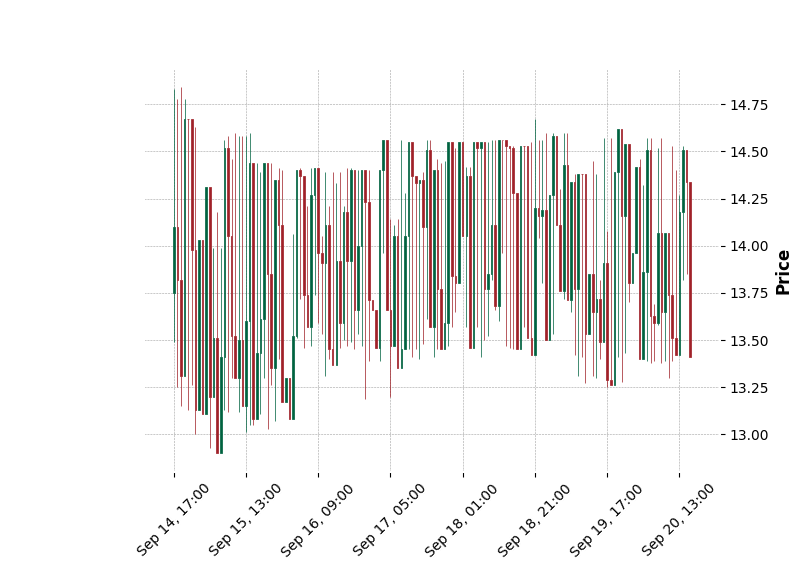 14.75
14.50
14.25
14.00
13.75
13.50
13.25
13.00
Price
Sep 14, 17:00
Sep 15, 13:00
Sep 16, 09:00
Sep 17, 05:00
Sep 18, 01:00
Sep 18, 21:00
Sep 19, 17:00
Sep 20, 13:00